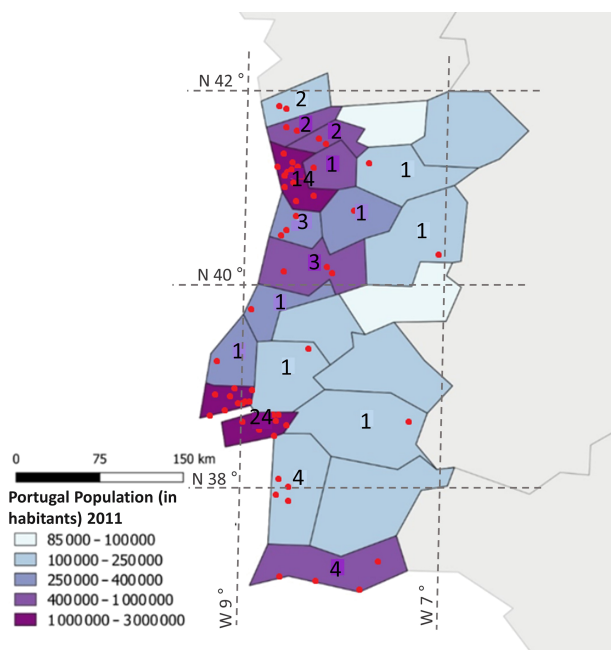 N 42 °
2
2
2
1
14
1
1
3
1
3
N 40 °
1
1
1
24
1
0 75 150 km
N 38 °
4
Portugal Population (in
habitants) 2011
85 000 – 100 000
100 000 – 250 000
250 000 – 400 000
400 000 – 1 000 000
1 000 000 – 3 000 000
4
W 9 °
W 7 °